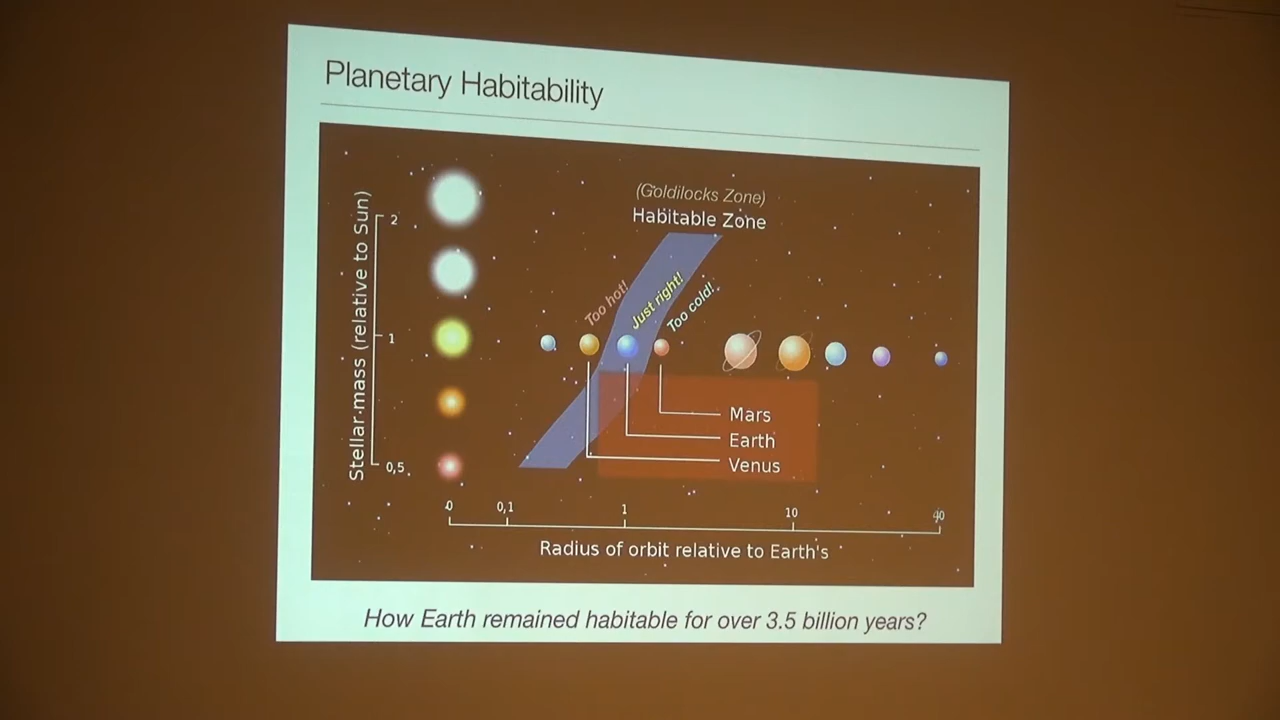 Planetary Habitability
(Goldilocks Zone)
Habitable Zone
Stellar mass (relative to Sun)
2
1
0,5
Too hot!
Just right!
Too cold!
Mars
Earth
Venus
0 0,1 1 10 40
Radius of orbit relative to Earth's
How Earth remained habitable for over 3.5 billion years?